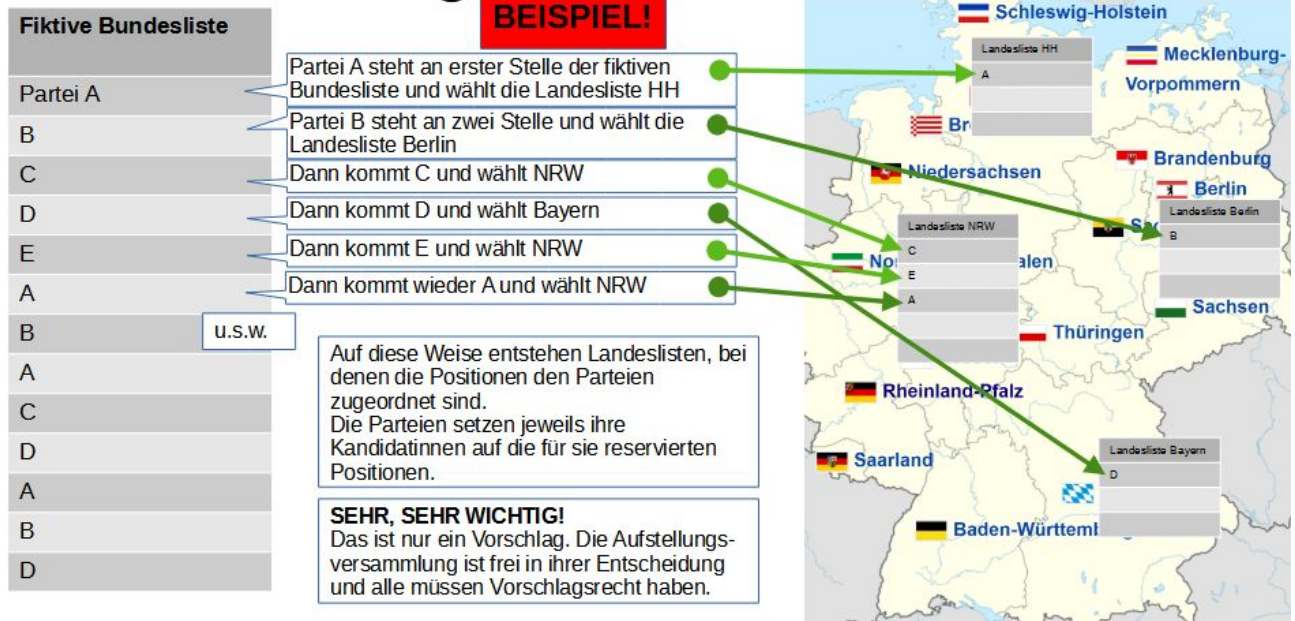 BEISPIEL!
Fiktive Bundesliste
Partei A
B
C
D
E
A
B
A
C
D
A
B
D
Partei A steht an erster Stelle der fiktiven
Bundesliste und wählt die Landesliste HH
Partei B steht an zwei Stelle und wählt die
Landesliste Berlin
Dann kommt C und wählt NRW
Dann kommt D und wählt Bayern
Dann kommt E und wählt NRW
Dann kommt wieder A und wählt NRW
u.s.w.
Auf diese Weise entstehen Landeslisten, bei
denen die Positionen den Parteien
zugeordnet sind.
Die Parteien setzen jeweils ihre
Kandidatinnen auf die für sie reservierten
Positionen.
SEHR, SEHR WICHTIG!
Das ist nur ein Vorschlag. Die Aufstellungs-
versammlung ist frei in ihrer Entscheidung
und alle müssen Vorschlagsrecht haben.
Schleswig-Holstein
Landesliste HH
A
Mecklenburg-
Vorpommern
Niedersachsen
Brandenburg
Berlin
Landesliste Berlin
B
Landesliste NRW
C
E
A
Sachsen
Thüringen
Rheinland-Pfalz
Saarland
Landesliste Bayern
D